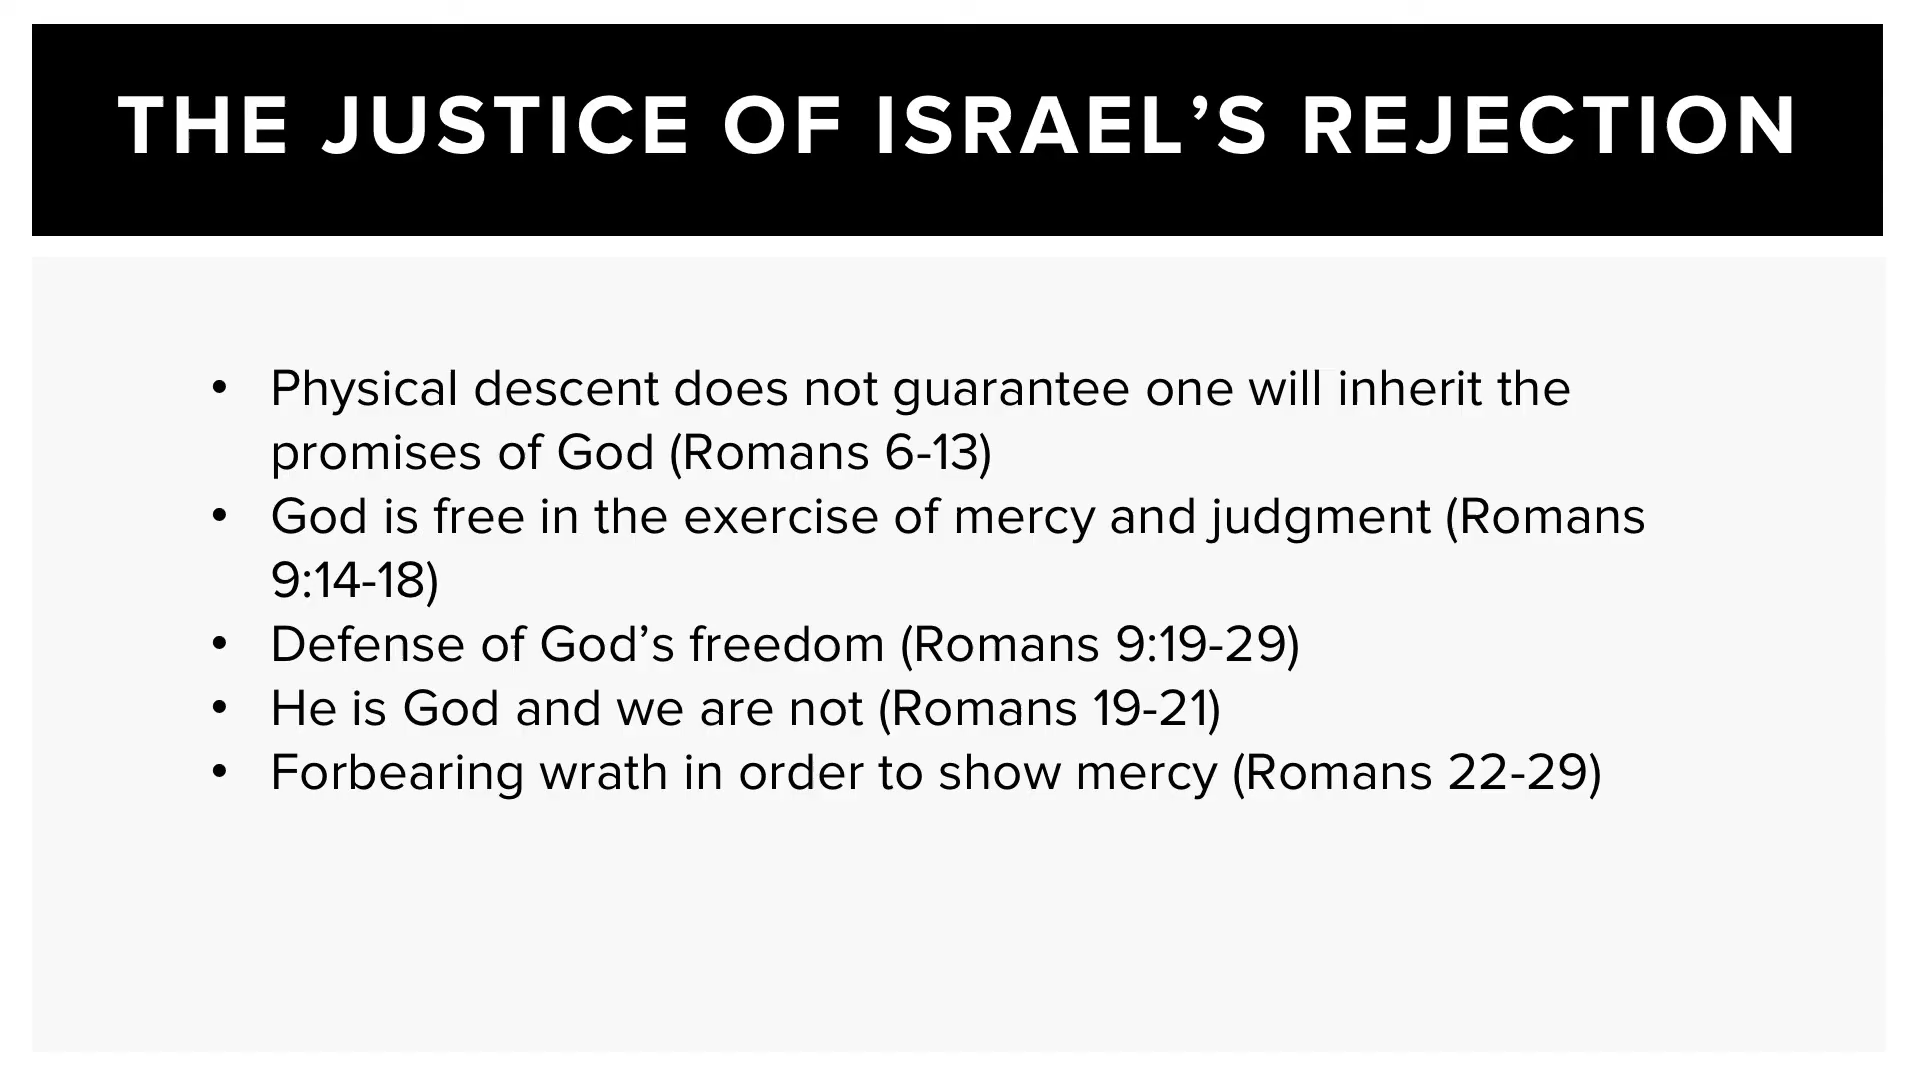 THE JUSTICE OF ISRAEL’S REJECTION
• Physical descent does not guarantee one will inherit the
promises of God (Romans 6-13)
• God is free in the exercise of mercy and judgment (Romans
9:14-18)
• Defense of God’s freedom (Romans 9:19-29)
• He is God and we are not (Romans 19-21)
• Forbearing wrath in order to show mercy (Romans 22-29)